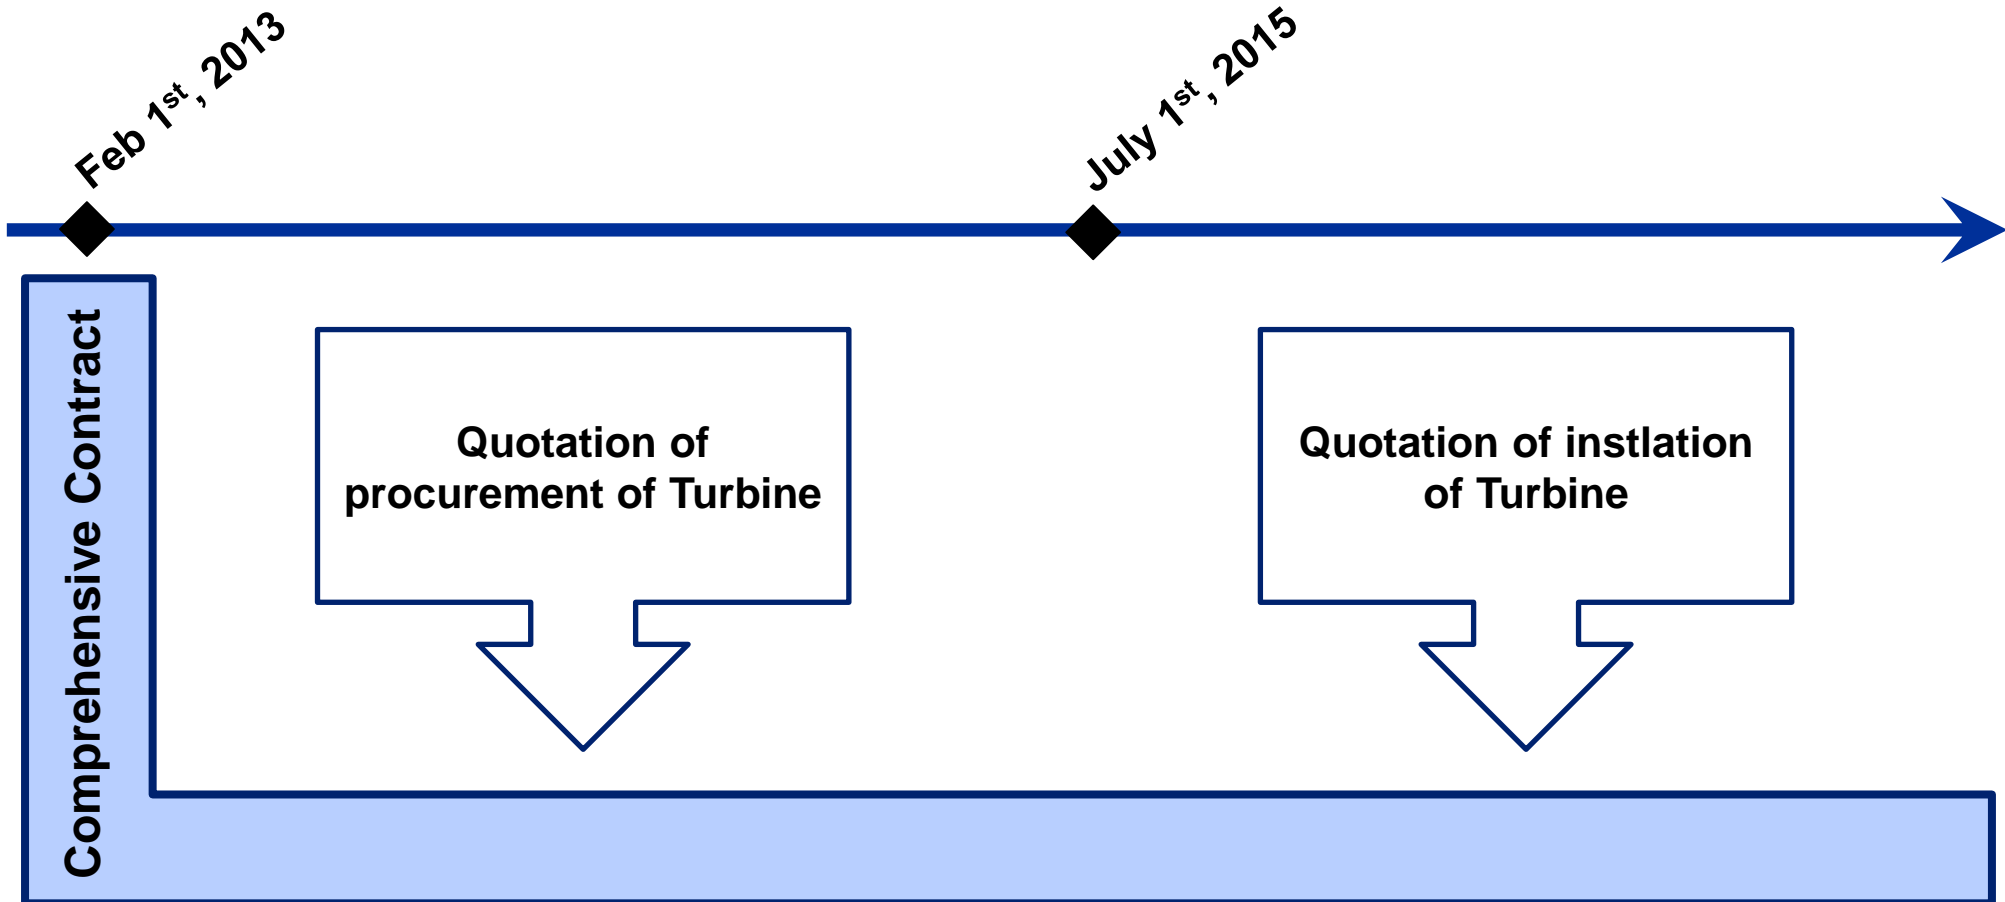 Feb 1st, 2013
July 1st, 2015
Comprehensive Contract
Quotation of
procurement of Turbine
Quotation of instlation
of Turbine